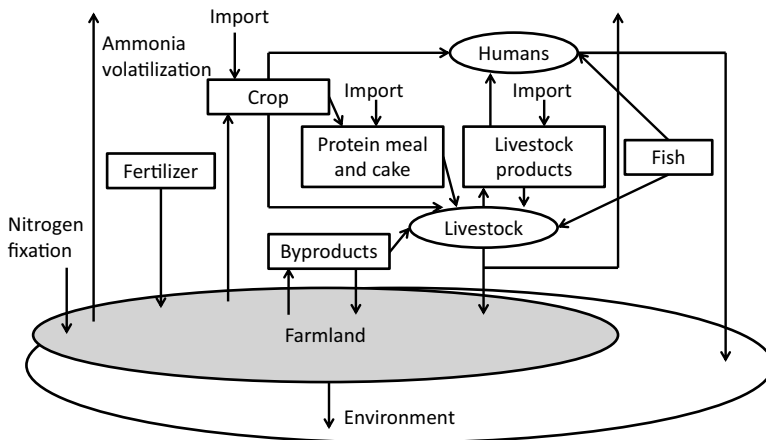 Import
Ammonia
volatilization
Humans
Crop
Import
Import
Protein meal
and cake
Livestock
products
Fish
Fertilizer
Nitrogen
fixation
Livestock
Byproducts
Farmland
Environment